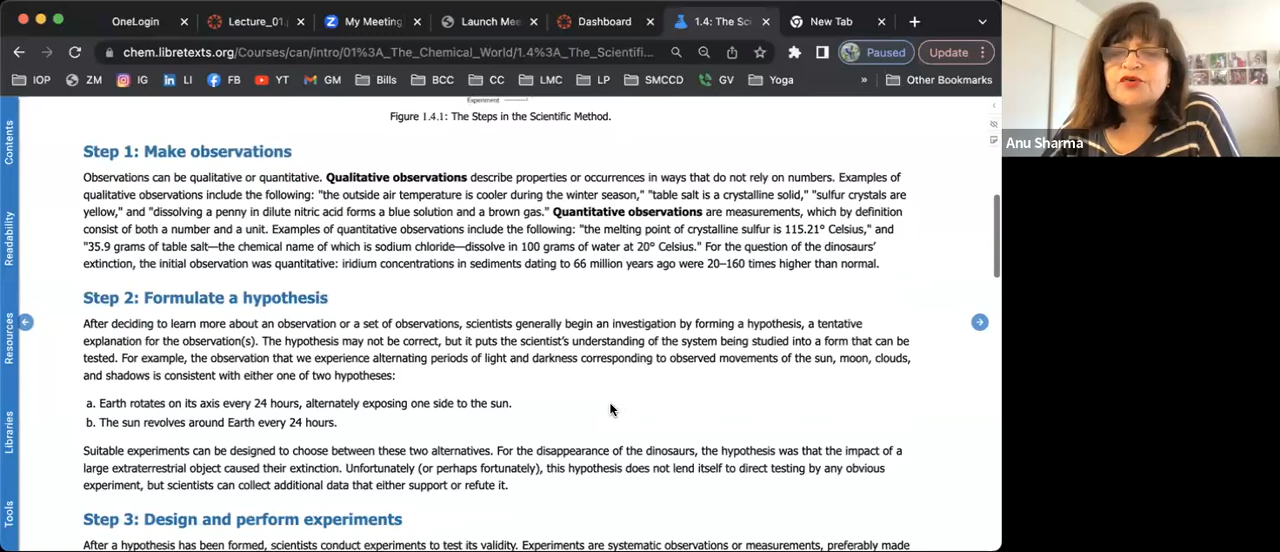 OneLogin
Lecture_01.
My Meeting
Launch Mee
Dashboard
1.4: The Sci
New Tab
chem.libretexts.org/Courses/can/intro/01%3A_The_Chemical_World/1.4%3A_The_Scientifi...
Paused
Update
IOP ZM IG LI FB YT GM Bills BCC CC LMC LP SMCCD GV Yoga » Other Bookmarks
Anu Sharma
Contents
Readability
Resources
Libraries
Tools
Experiment
Figure 1.4.1: The Steps in the Scientific Method.
Step 1: Make observations
Observations can be qualitative or quantitative. Qualitative observations describe properties or occurrences in ways that do not rely on numbers. Examples of
qualitative observations include the following: "the outside air temperature is cooler during the winter season," "table salt is a crystalline solid," "sulfur crystals are
yellow," and "dissolving a penny in dilute nitric acid forms a blue solution and a brown gas." Quantitative observations are measurements, which by definition
consist of both a number and a unit. Examples of quantitative observations include the following: "the melting point of crystalline sulfur is 115.21° Celsius," and
"35.9 grams of table salt—the chemical name of which is sodium chloride—dissolve in 100 grams of water at 20° Celsius." For the question of the dinosaurs'
extinction, the initial observation was quantitative: iridium concentrations in sediments dating to 66 million years ago were 20–160 times higher than normal.
Step 2: Formulate a hypothesis
After deciding to learn more about an observation or a set of observations, scientists generally begin an investigation by forming a hypothesis, a tentative
explanation for the observation(s). The hypothesis may not be correct, but it puts the scientist's understanding of the system being studied into a form that can be
tested. For example, the observation that we experience alternating periods of light and darkness corresponding to observed movements of the sun, moon, clouds,
and shadows is consistent with either one of two hypotheses:
a. Earth rotates on its axis every 24 hours, alternately exposing one side to the sun.
b. The sun revolves around Earth every 24 hours.
Suitable experiments can be designed to choose between these two alternatives. For the disappearance of the dinosaurs, the hypothesis was that the impact of a
large extraterrestrial object caused their extinction. Unfortunately (or perhaps fortunately), this hypothesis does not lend itself to direct testing by any obvious
experiment, but scientists can collect additional data that either support or refute it.
Step 3: Design and perform experiments
After a hypothesis has been formed, scientists conduct experiments to test its validity. Experiments are systematic observations or measurements, preferably made